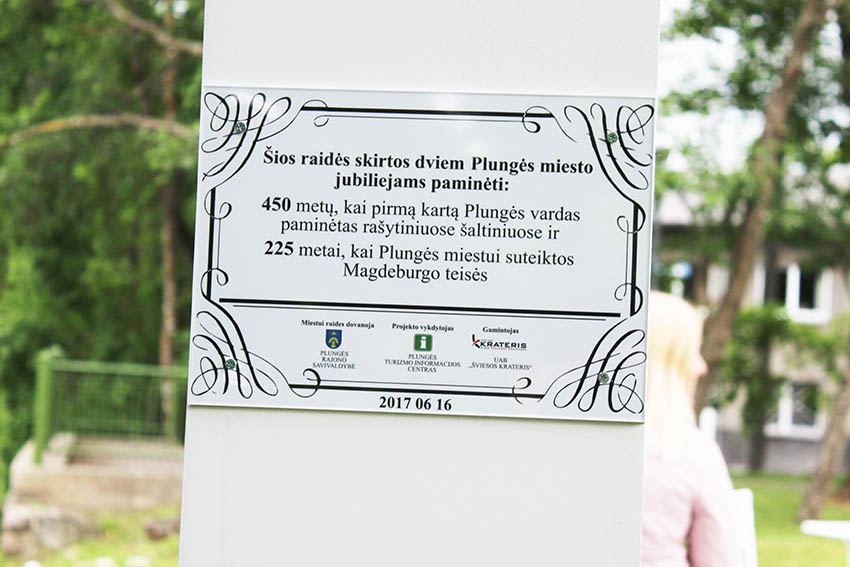 Šios raidės skirtos dviem Plungės miesto
jubiliejams paminėti:
450 metų, kai pirmą kartą Plungės vardas
paminėtas rašytiniuose šaltiniuose ir
225 metai, kai Plungės miestui suteiktos
Magdeburgo teisės
Miestui raides dovanoja
PLUNGĖS
RAJONO
SAVIVALDYBĖ
Projekto vykdytojas
i
PLUNGĖS
TURIZMO INFORMACIJOS
CENTRAS
Gamintojas
KRATERIS
UAB
„ŠVIESOS KRATERIS“
2017 06 16